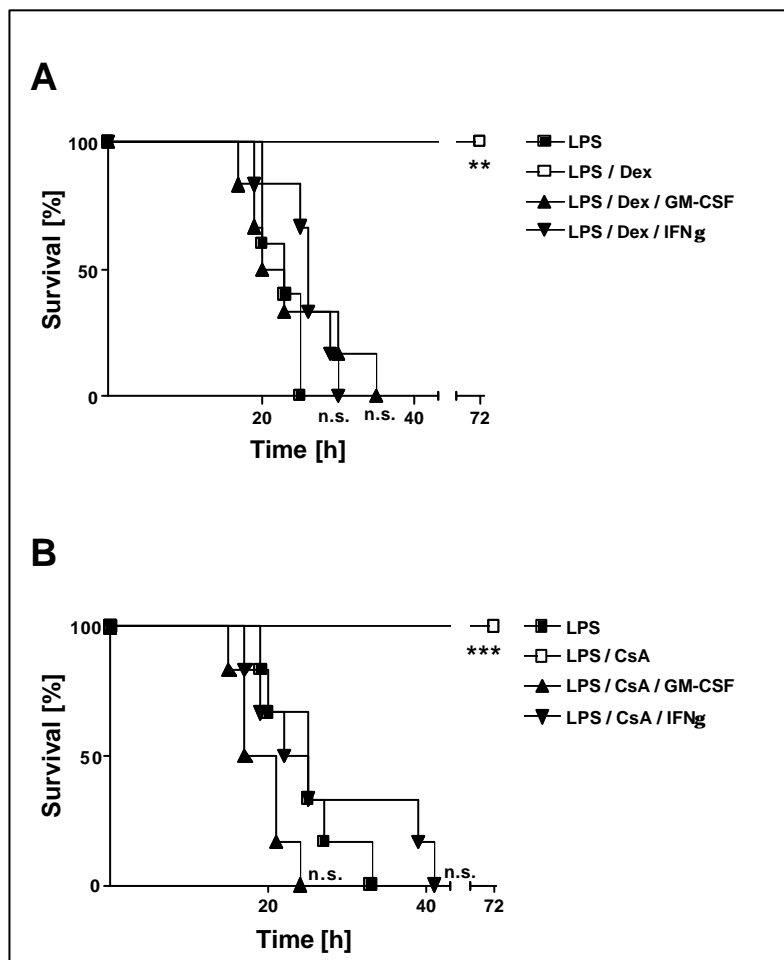 A
100
50
0
Survival [%]
20
40
72
Time [h]
**
n.s.
n.s.
LPS
LPS / Dex
LPS / Dex / GM-CSF
LPS / Dex / IFNg
B
100
50
0
Survival [%]
20
40
72
Time [h]
***
n.s.
n.s.
LPS
LPS / CsA
LPS / CsA / GM-CSF
LPS / CsA / IFNg